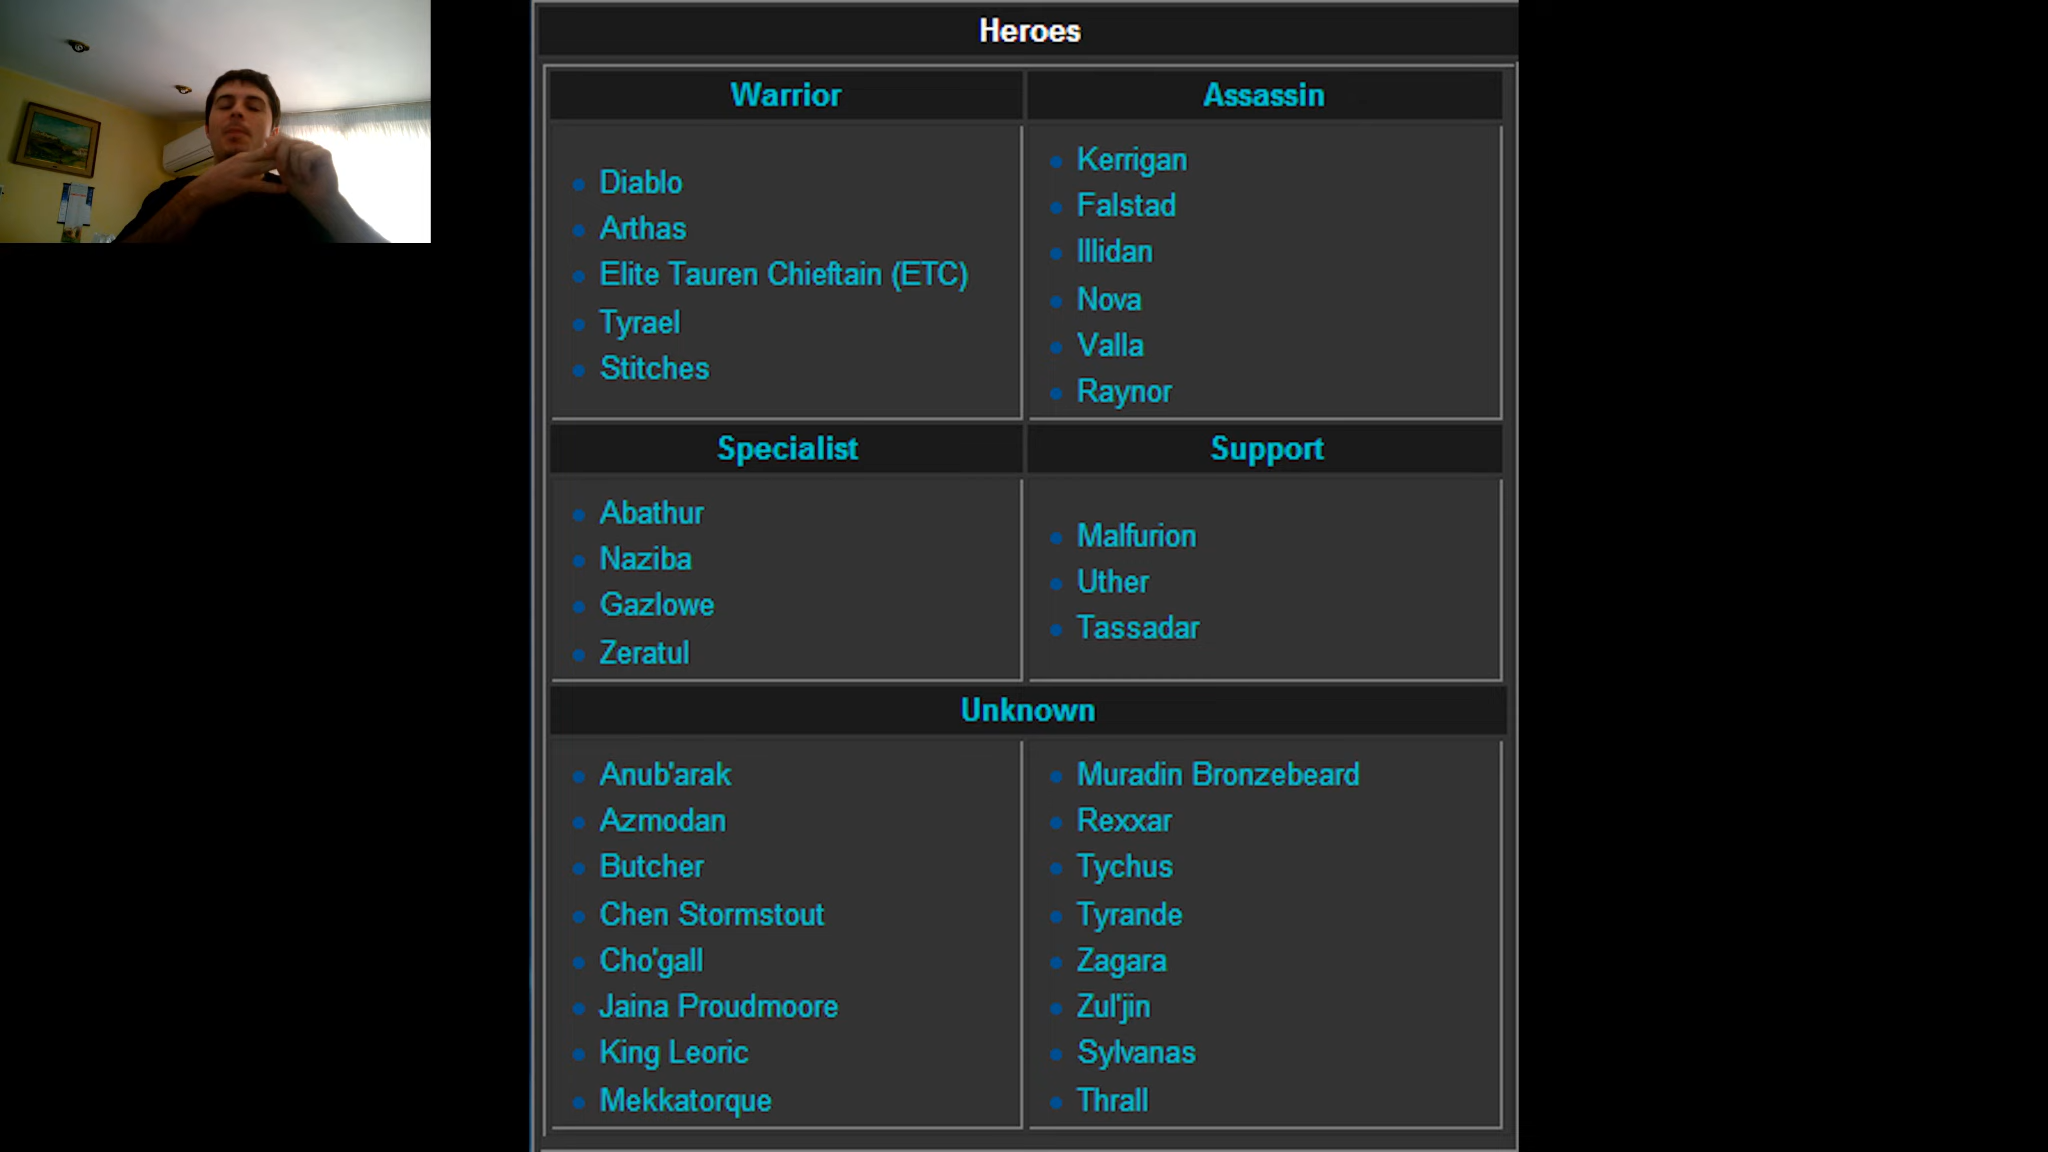 Heroes
Warrior
Diablo
Arthas
Elite Tauren Chieftain (ETC)
Tyrael
Stitches
Assassin
Kerrigan
Falstad
Illidan
Nova
Valla
Raynor
Specialist
Abathur
Naziba
Gazlowe
Zeratul
Support
Malfurion
Uther
Tassadar
Unknown
Anub'arak
Azmodan
Butcher
Chen Stormstout
Cho'gall
Jaina Proudmoore
King Leoric
Mekkatorque
Muradin Bronzebeard
Rexxar
Tychus
Tyrande
Zagara
Zul'jin
Sylvanas
Thrall